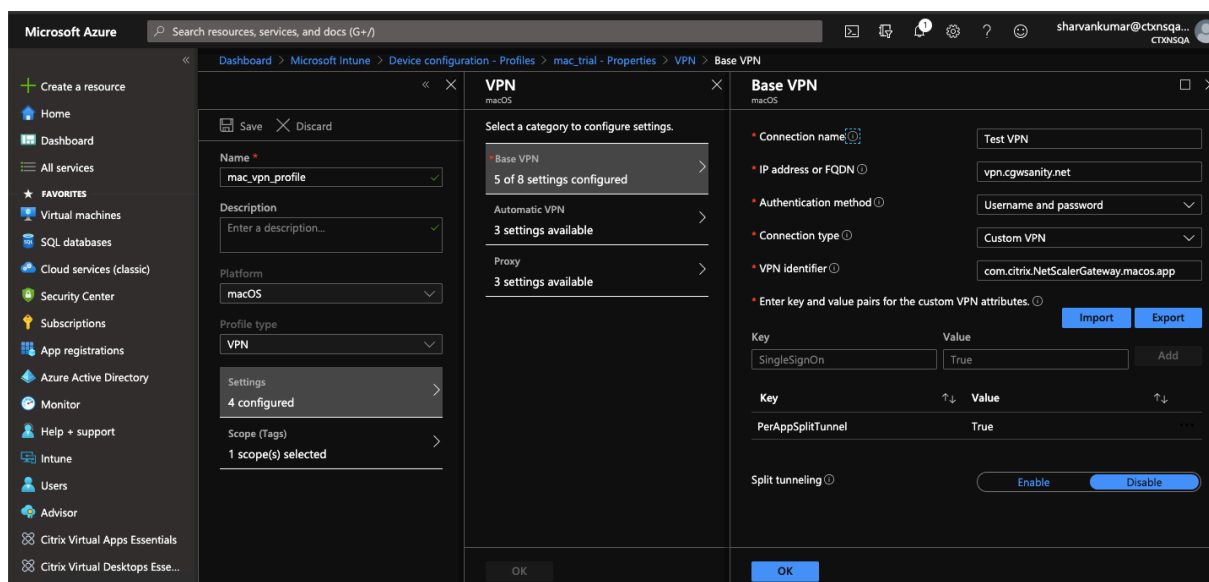 Microsoft Azure
Search resources, services, and docs (G+/)
1
sharvankumar@ctxnsqa...
CTXNSQA
Dashboard > Microsoft Intune > Device configuration - Profiles > mac_trial - Properties > VPN > Base VPN
Create a resource
Home
Dashboard
All services
FAVORITES
Virtual machines
SQL databases
Cloud services (classic)
Security Center
Subscriptions
App registrations
Azure Active Directory
Monitor
Help + support
Intune
Users
Advisor
Citrix Virtual Apps Essentials
Citrix Virtual Desktops Esse...
Save Discard
Name *
mac_vpn_profile
Description
Enter a description...
Platform
macOS
Profile type
VPN
Settings
4 configured
Scope (Tags)
1 scope(s) selected
VPN
macOS
Select a category to configure settings.
* Base VPN
5 of 8 settings configured
Automatic VPN
3 settings available
Proxy
3 settings available
OK
Base VPN
macOS
* Connection name
Test VPN
* IP address or FQDN
vpn.cgwsanity.net
* Authentication method
Username and password
* Connection type
Custom VPN
* VPN identifier
com.citrix.NetScalerGateway.macos.app
* Enter key and value pairs for the custom VPN attributes.
Import Export
Key Value
SingleSignOn True Add
Key Value
PerAppSplitTunnel True
Split tunneling Enable Disable
OK